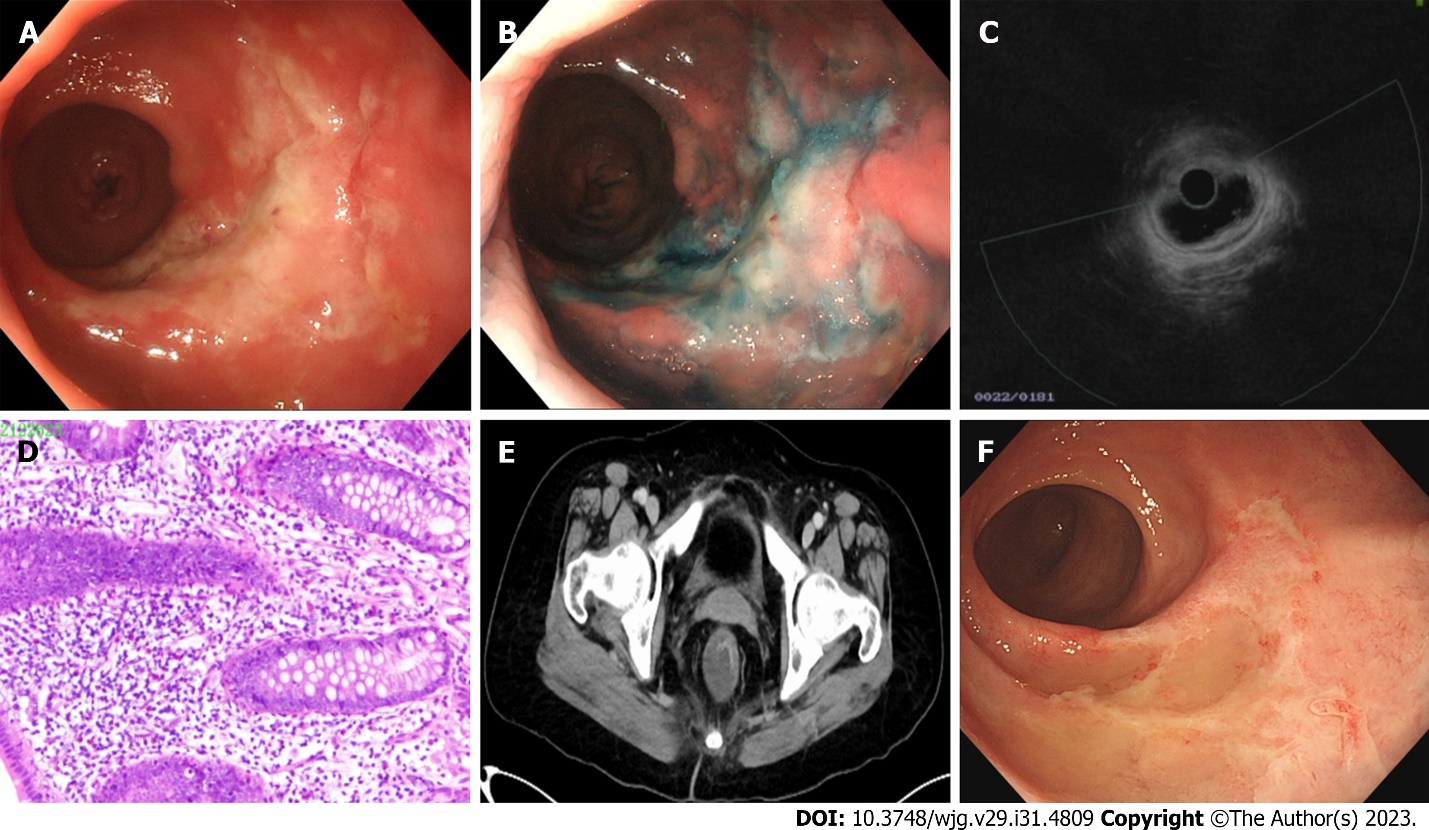 A
B
C
0022/0181
D
E
F
DOI: 10.3748/wjg.v29.i31.4809 Copyright ©The Author(s) 2023.